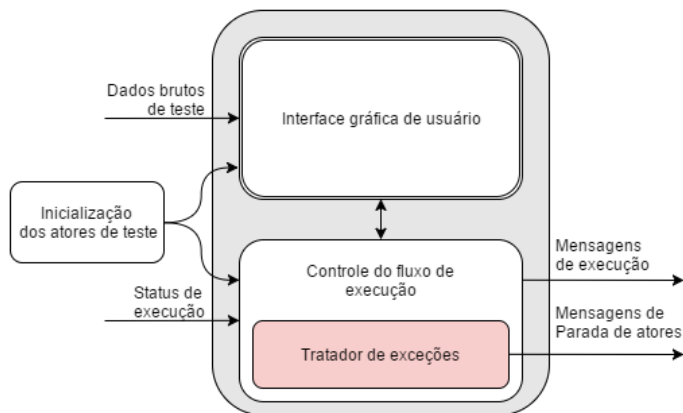 Dados brutos
de teste
Interface gráfica de usuário
Inicialização
dos atores de teste
Controle do fluxo de
execução
Mensagens
de execução
Status de
execução
Mensagens de
Parada de atores
Tratador de exceções